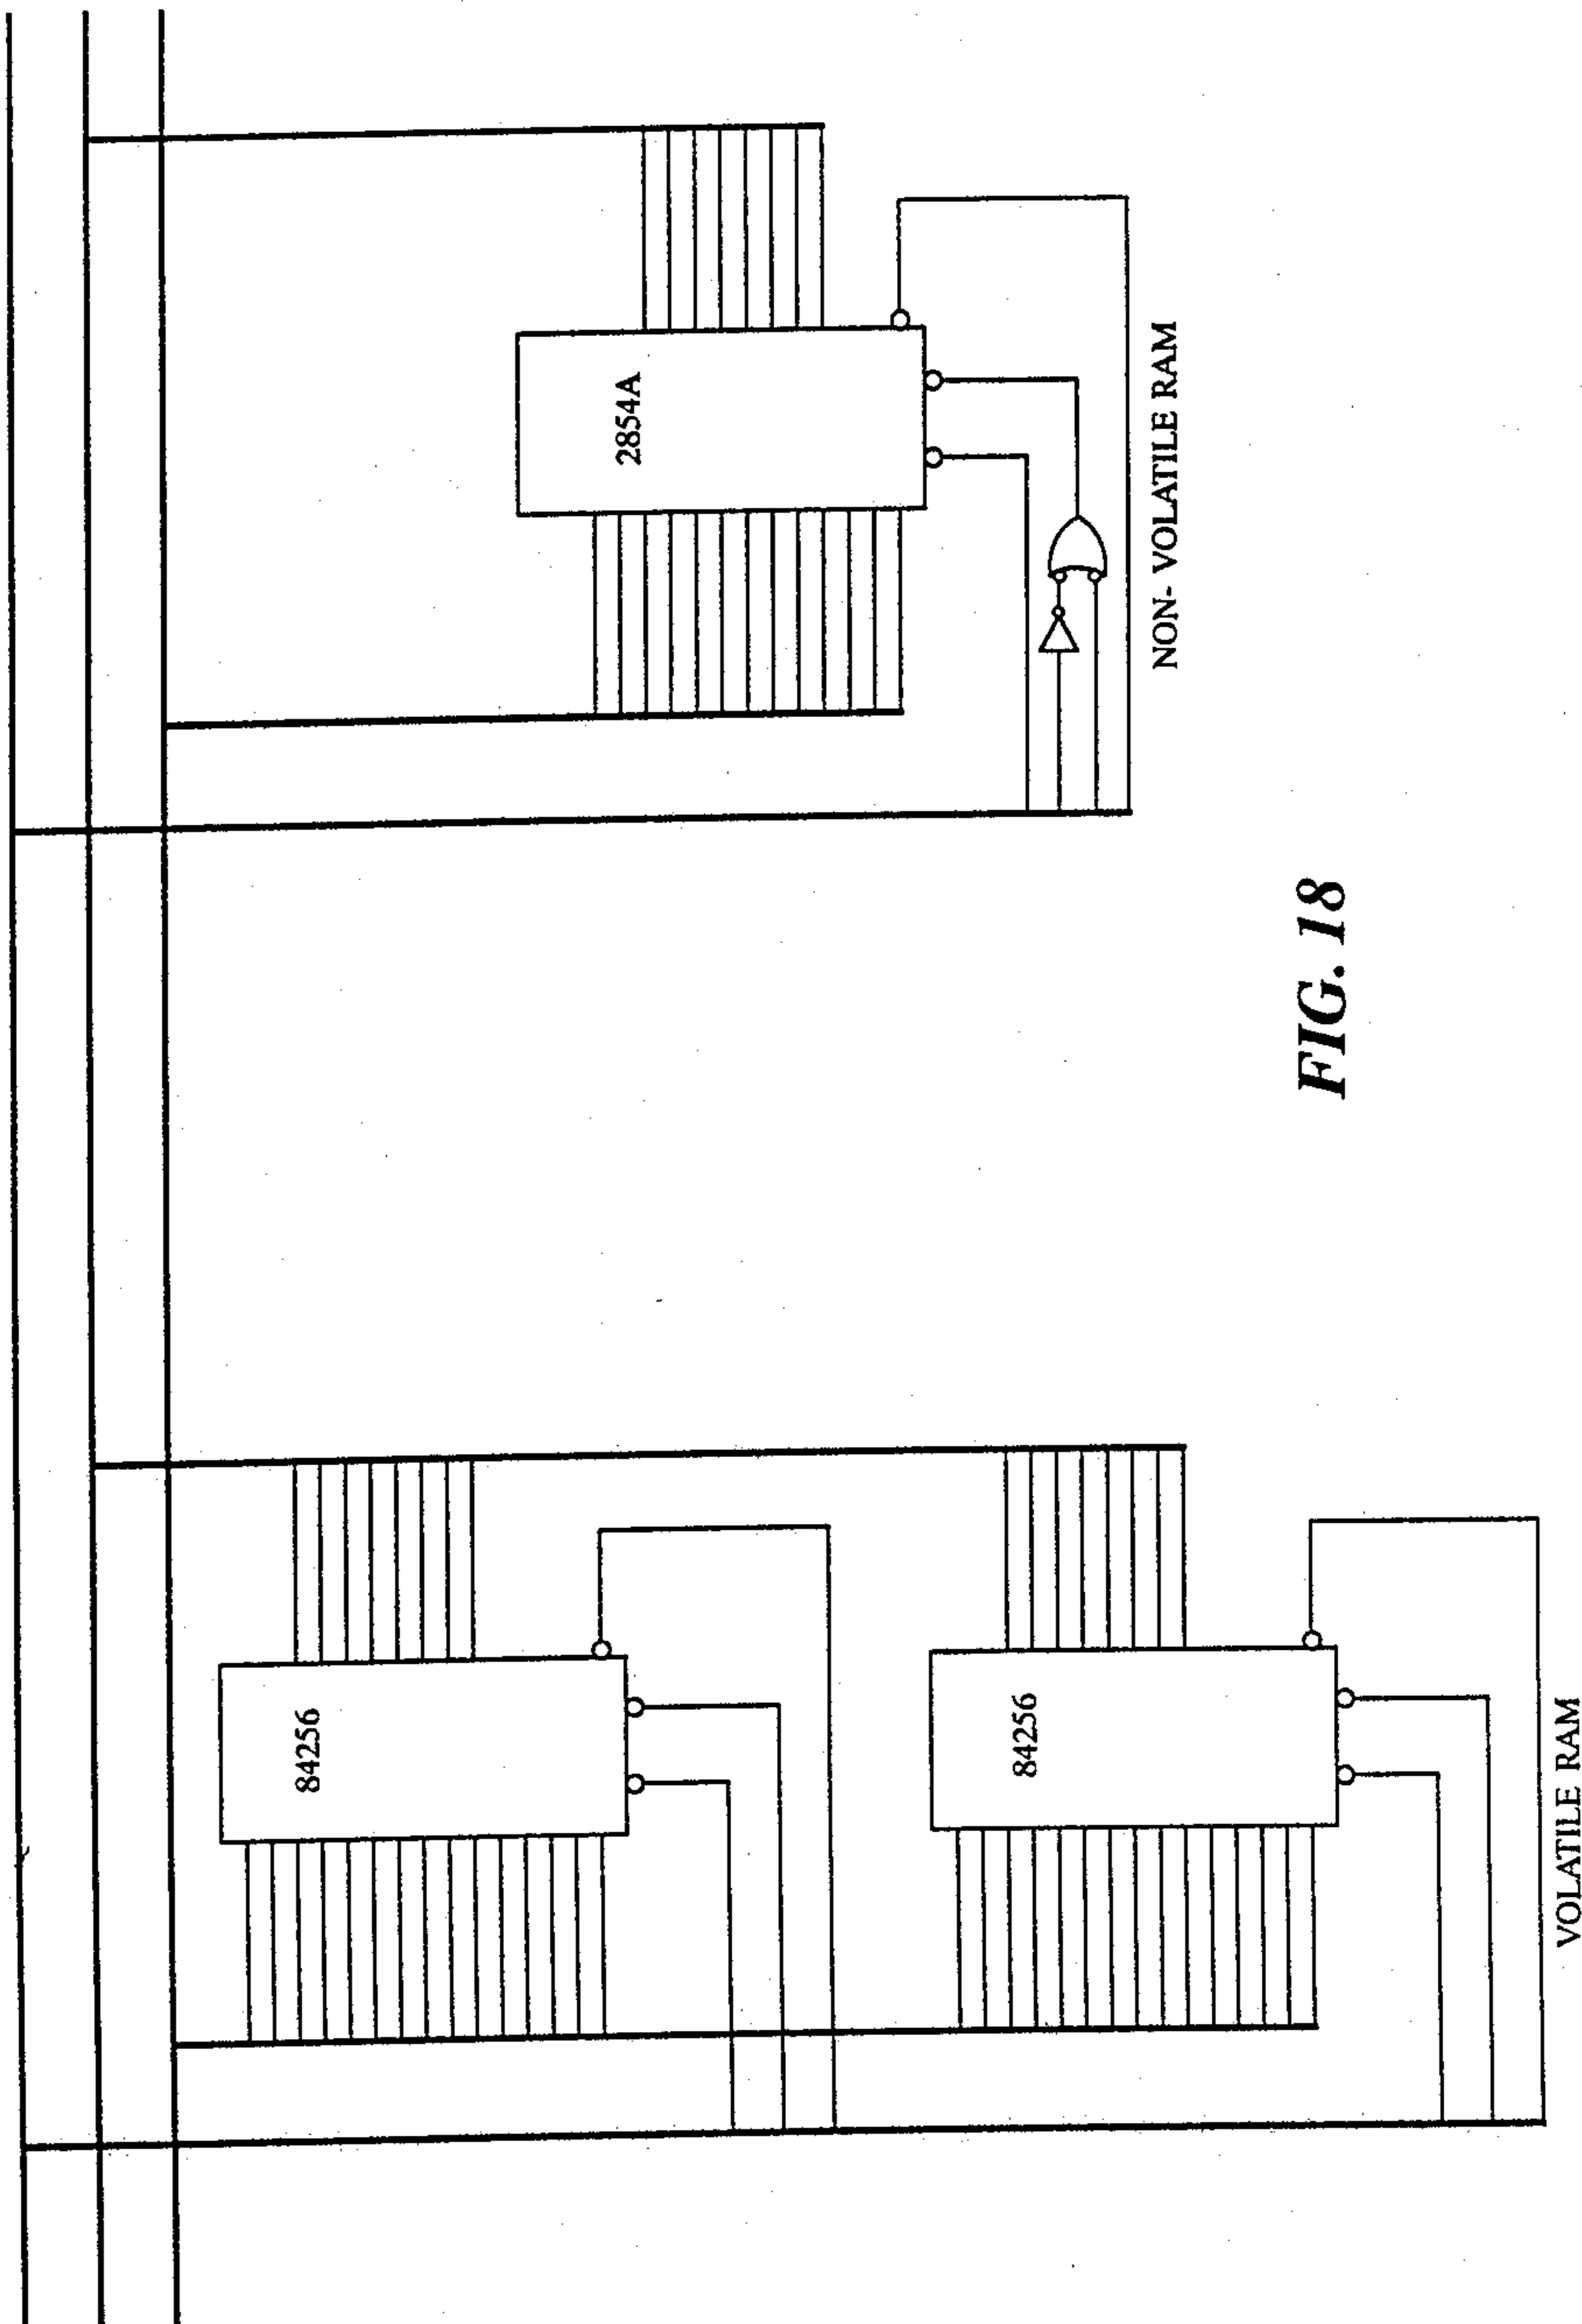 84256
84256
VOLATILE RAM
2854A
NON- VOLATILE RAM
FIG. 18